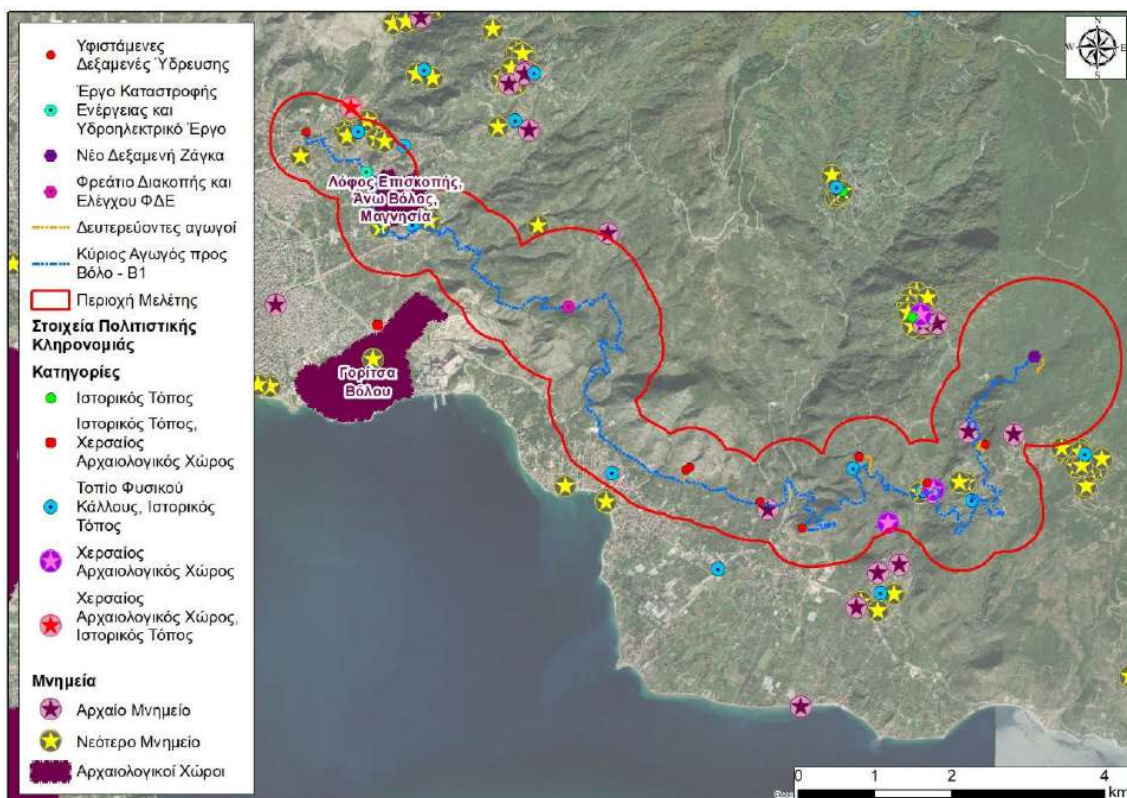 Υφιστάμενες
Δεξαμενές Ύδρευσης
Έργο Καταστροφής
Ενέργειας και
Υδροηλεκτρικό Έργο
Νέο Δεξαμενή Ζάγκα
Φρεάτιο Διακοπής και
Ελέγχου ΦΔΕ
Δευτερεύοντες αγωγοί
Κύριος Αγωγός προς
Βόλο - Β1
Περιοχή Μελέτης
Στοιχεία Πολιτιστικής
Κληρονομιάς
Κατηγορίες
Ιστορικός Τόπος
Ιστορικός Τόπος,
Χερσαίος
Αρχαιολογικός Χώρος
Τοπίο Φυσικού
Κάλλους, Ιστορικός
Τόπος
Χερσαίος
Αρχαιολογικός Χώρος
Χερσαίος
Αρχαιολογικός Χώρος,
Ιστορικός Τόπος
Μνημεία
Αρχαίο Μνημείο
Νεότερο Μνημείο
Αρχαιολογικοί Χώροι
Λόφος Επισκοπής,
Άνω Βόλος,
Μαγνησία
Γορίτσα
Βόλου
N
W E
S
0 1 2 4
km